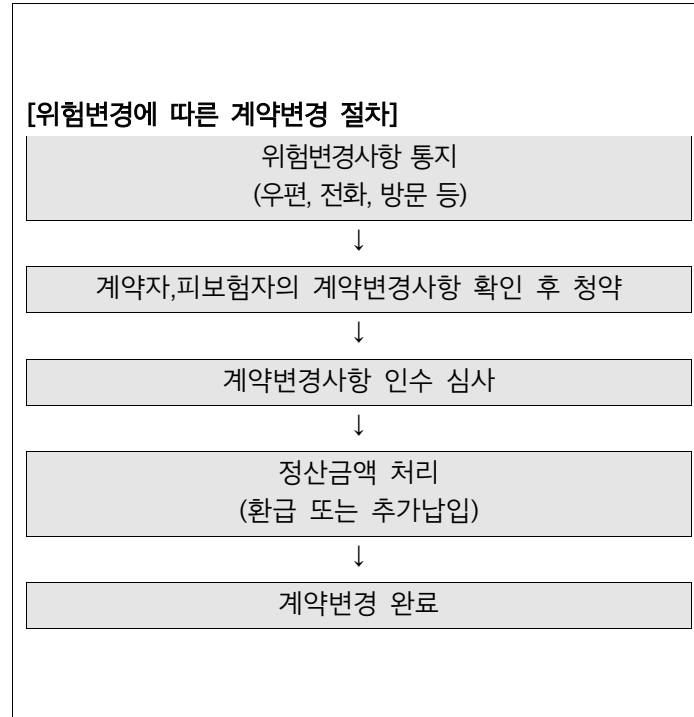 [위험변경에 따른 계약변경 절차]
위험변경사항 통지
(우편, 전화, 방문 등)
↓
계약자,피보험자의 계약변경사항 확인 후 청약
↓
계약변경사항 인수 심사
↓
정산금액 처리
(환급 또는 추가납입)
↓
계약변경 완료